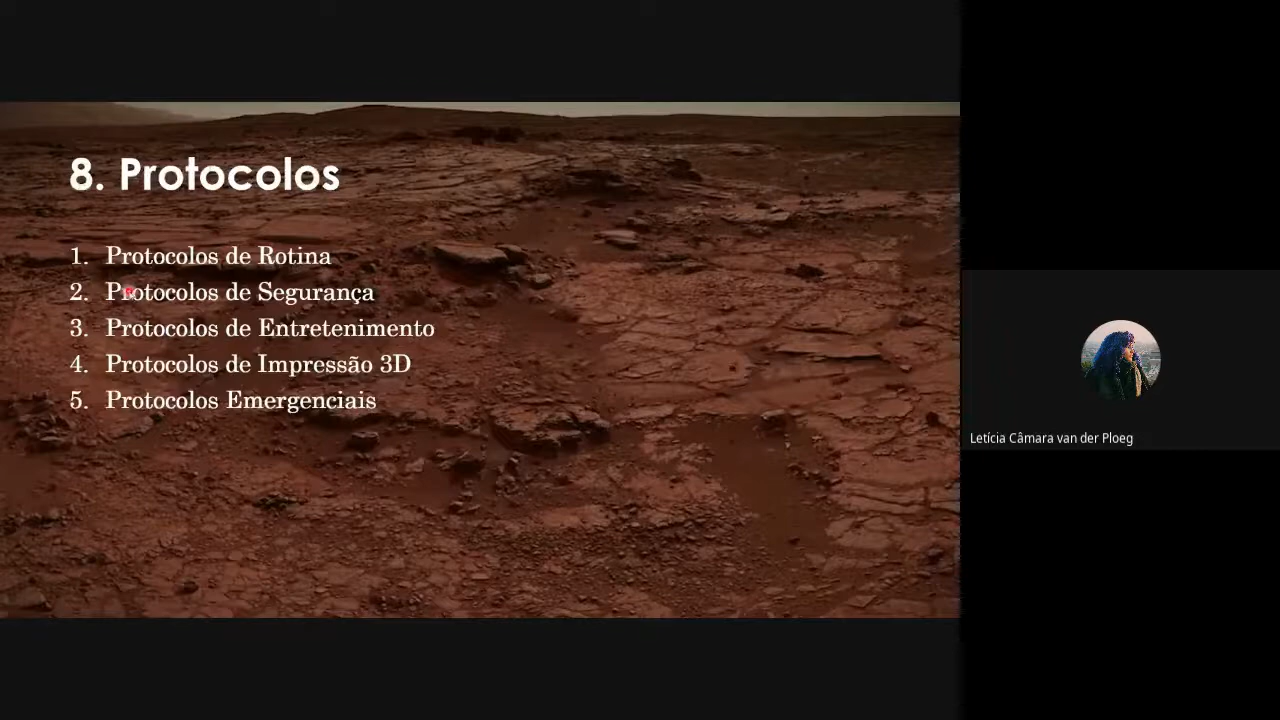 8. Protocolos
1. Protocolos de Rotina
2. Protocolos de Segurança
3. Protocolos de Entretenimento
4. Protocolos de Impressão 3D
5. Protocolos Emergenciais
Letícia Câmara van der Ploeg